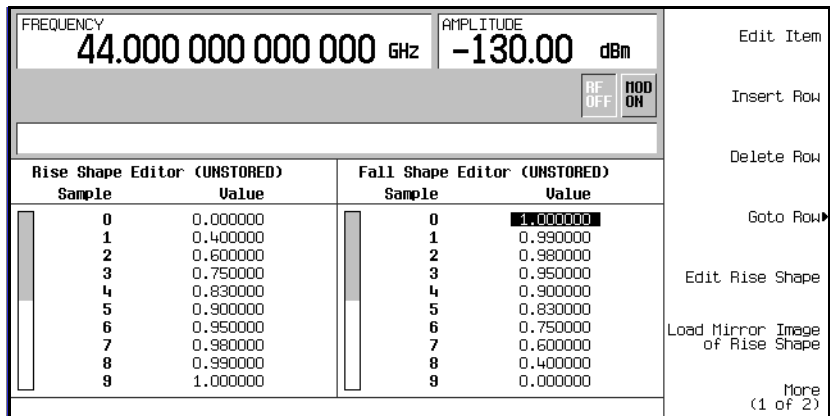 FREQUENCY
44.000 000 000 000 GHz
AMPLITUDE
-130.00 dBm
RF OFF
MOD ON
Rise Shape Editor (UNSTORED)
Sample Value
0 0.000000
1 0.400000
2 0.600000
3 0.750000
4 0.830000
5 0.900000
6 0.950000
7 0.980000
8 0.990000
9 1.000000
Fall Shape Editor (UNSTORED)
Sample Value
0 1.000000
1 0.990000
2 0.980000
3 0.950000
4 0.900000
5 0.830000
6 0.750000
7 0.600000
8 0.400000
9 0.000000
Edit Item
Insert Row
Delete Row
Goto Row
Edit Rise Shape
Load Mirror Image
of Rise Shape
More
(1 of 2)